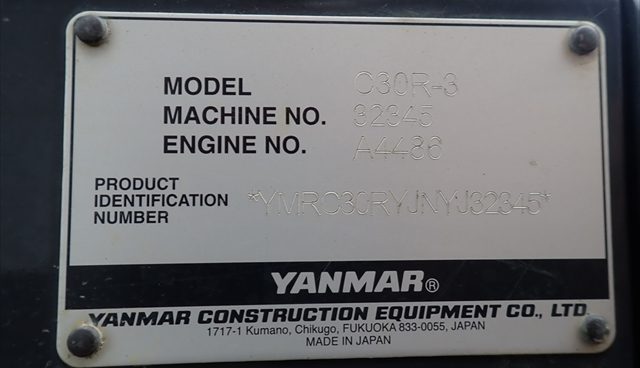 MODEL C30R-3
MACHINE NO. 32345
ENGINE NO. A4486
PRODUCT
IDENTIFICATION
NUMBER *YMRC30RYJNYJ32345*
YANMAR®
YANMAR CONSTRUCTION EQUIPMENT CO., LTD.
1717-1 Kumano, Chikugo, FUKUOKA 833-0055, JAPAN
MADE IN JAPAN